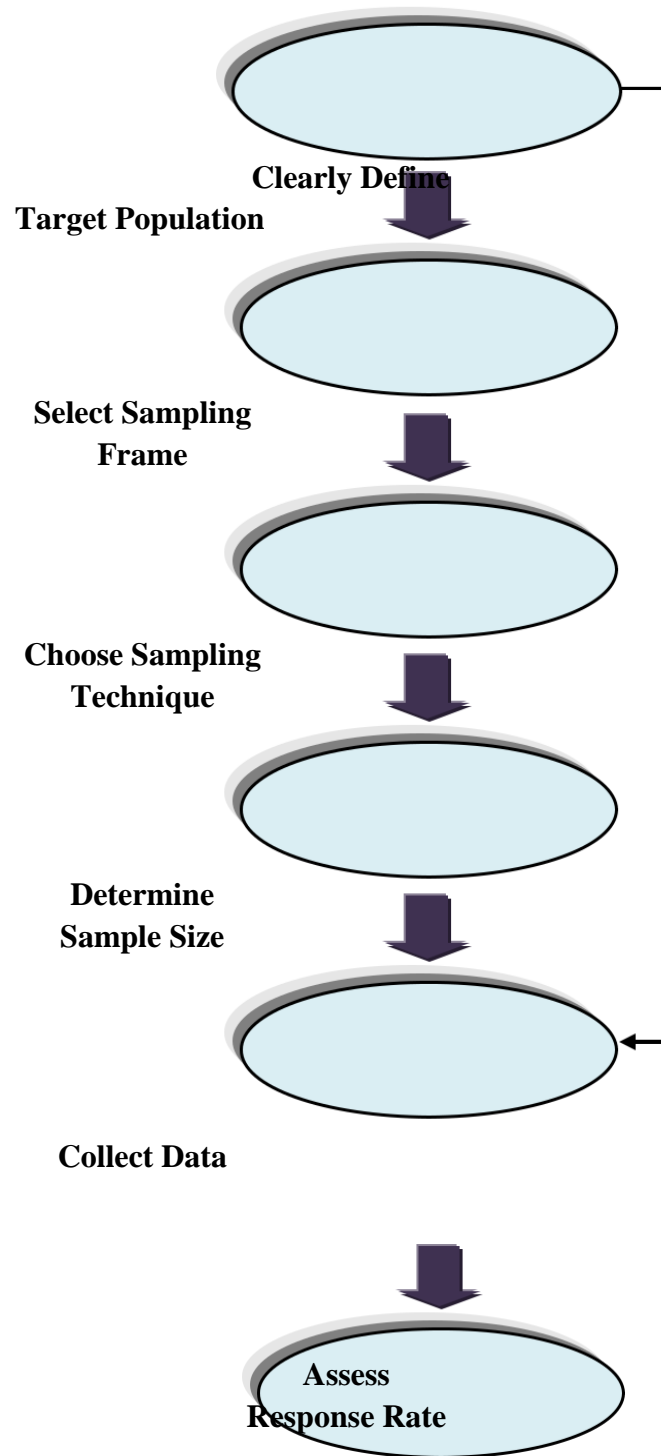 Clearly Define
Target Population
Select Sampling
Frame
Choose Sampling
Technique
Determine
Sample Size
Collect Data
Assess
Response Rate